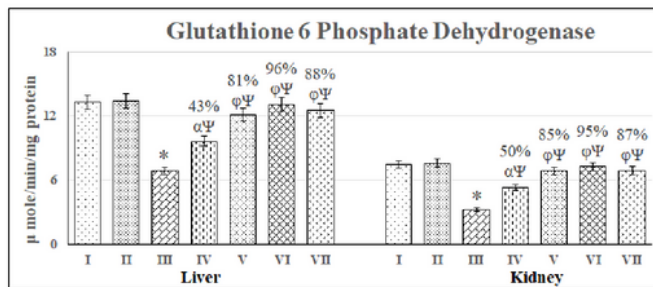 Glutathione 6 Phosphate Dehydrogenase
μ mole/min/mg protein
18
12
6
0
*
43%
αΨ
81%
φΨ
96%
φΨ
88%
φΨ
*
50%
αΨ
85%
φΨ
95%
φΨ
87%
φΨ
I II III IV V VI VII I II III IV V VI VII
Liver Kidney